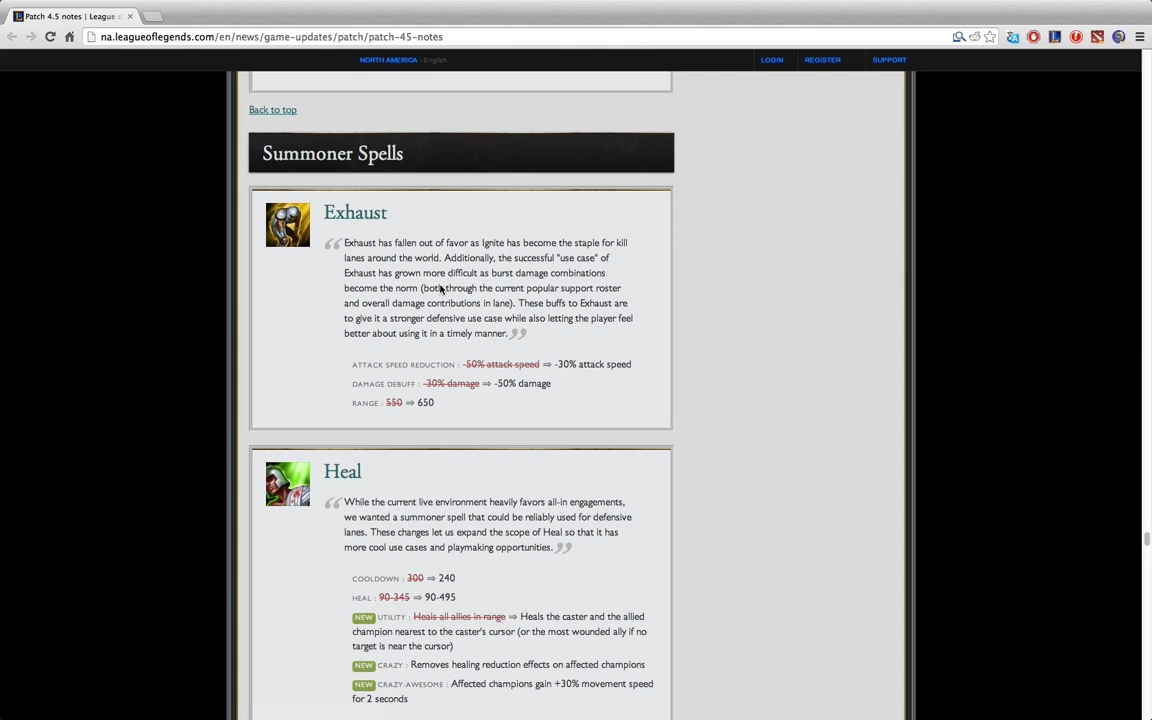 Patch 4.5 notes | League o
na.leagueoflegends.com/en/news/game-updates/patch/patch-45-notes
NORTH AMERICA - English
LOGIN
REGISTER
SUPPORT
Back to top
Summoner Spells
Exhaust
Exhaust has fallen out of favor as Ignite has become the staple for kill
lanes around the world. Additionally, the successful "use case" of
Exhaust has grown more difficult as burst damage combinations
become the norm (both through the current popular support roster
and overall damage contributions in lane). These buffs to Exhaust are
to give it a stronger defensive use case while also letting the player feel
better about using it in a timely manner.
ATTACK SPEED REDUCTION : -50% attack speed ⇒ -30% attack speed
DAMAGE DEBUFF : -30% damage ⇒ -50% damage
RANGE : 550 ⇒ 650
Heal
While the current live environment heavily favors all-in engagements,
we wanted a summoner spell that could be reliably used for defensive
lanes. These changes let us expand the scope of Heal so that it has
more cool use cases and playmaking opportunities.
COOLDOWN : 300 ⇒ 240
HEAL : 90-345 ⇒ 90-495
NEW UTILITY : Heals all allies in range ⇒ Heals the caster and the allied
champion nearest to the caster's cursor (or the most wounded ally if no
target is near the cursor)
NEW CRAZY : Removes healing reduction effects on affected champions
NEW CRAZY-AWESOME : Affected champions gain +30% movement speed
for 2 seconds